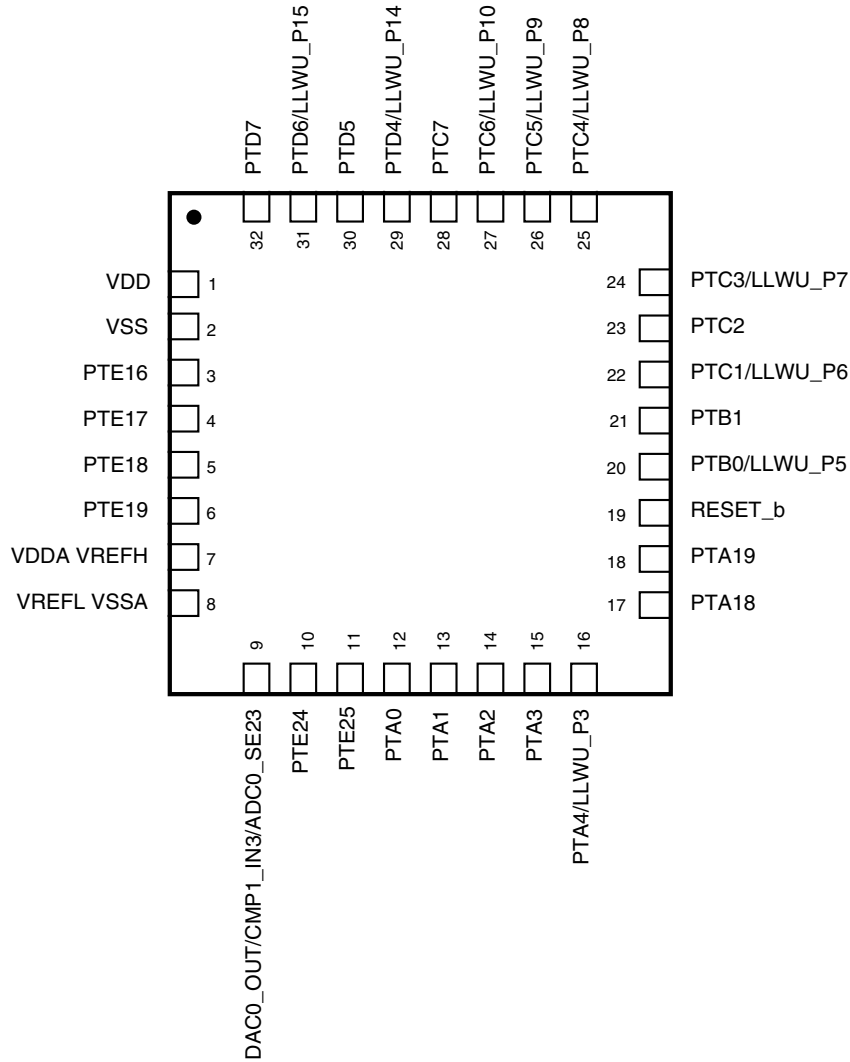 PTD7
PTD6/LLWU_P15
PTD5
PTD4/LLWU_P14
PTC7
PTC6/LLWU_P10
PTC5/LLWU_P9
PTC4/LLWU_P8
32
31
30
29
28
27
26
25
VDD 1
VSS 2
PTE16 3
PTE17 4
PTE18 5
PTE19 6
VDDA VREFH 7
VREFL VSSA 8
24 PTC3/LLWU_P7
23 PTC2
22 PTC1/LLWU_P6
21 PTB1
20 PTB0/LLWU_P5
19 RESET_b
18 PTA19
17 PTA18
9
10
11
12
13
14
15
16
DAC0_OUT/CMP1_IN3/ADC0_SE23
PTE24
PTE25
PTA0
PTA1
PTA2
PTA3
PTA4/LLWU_P3